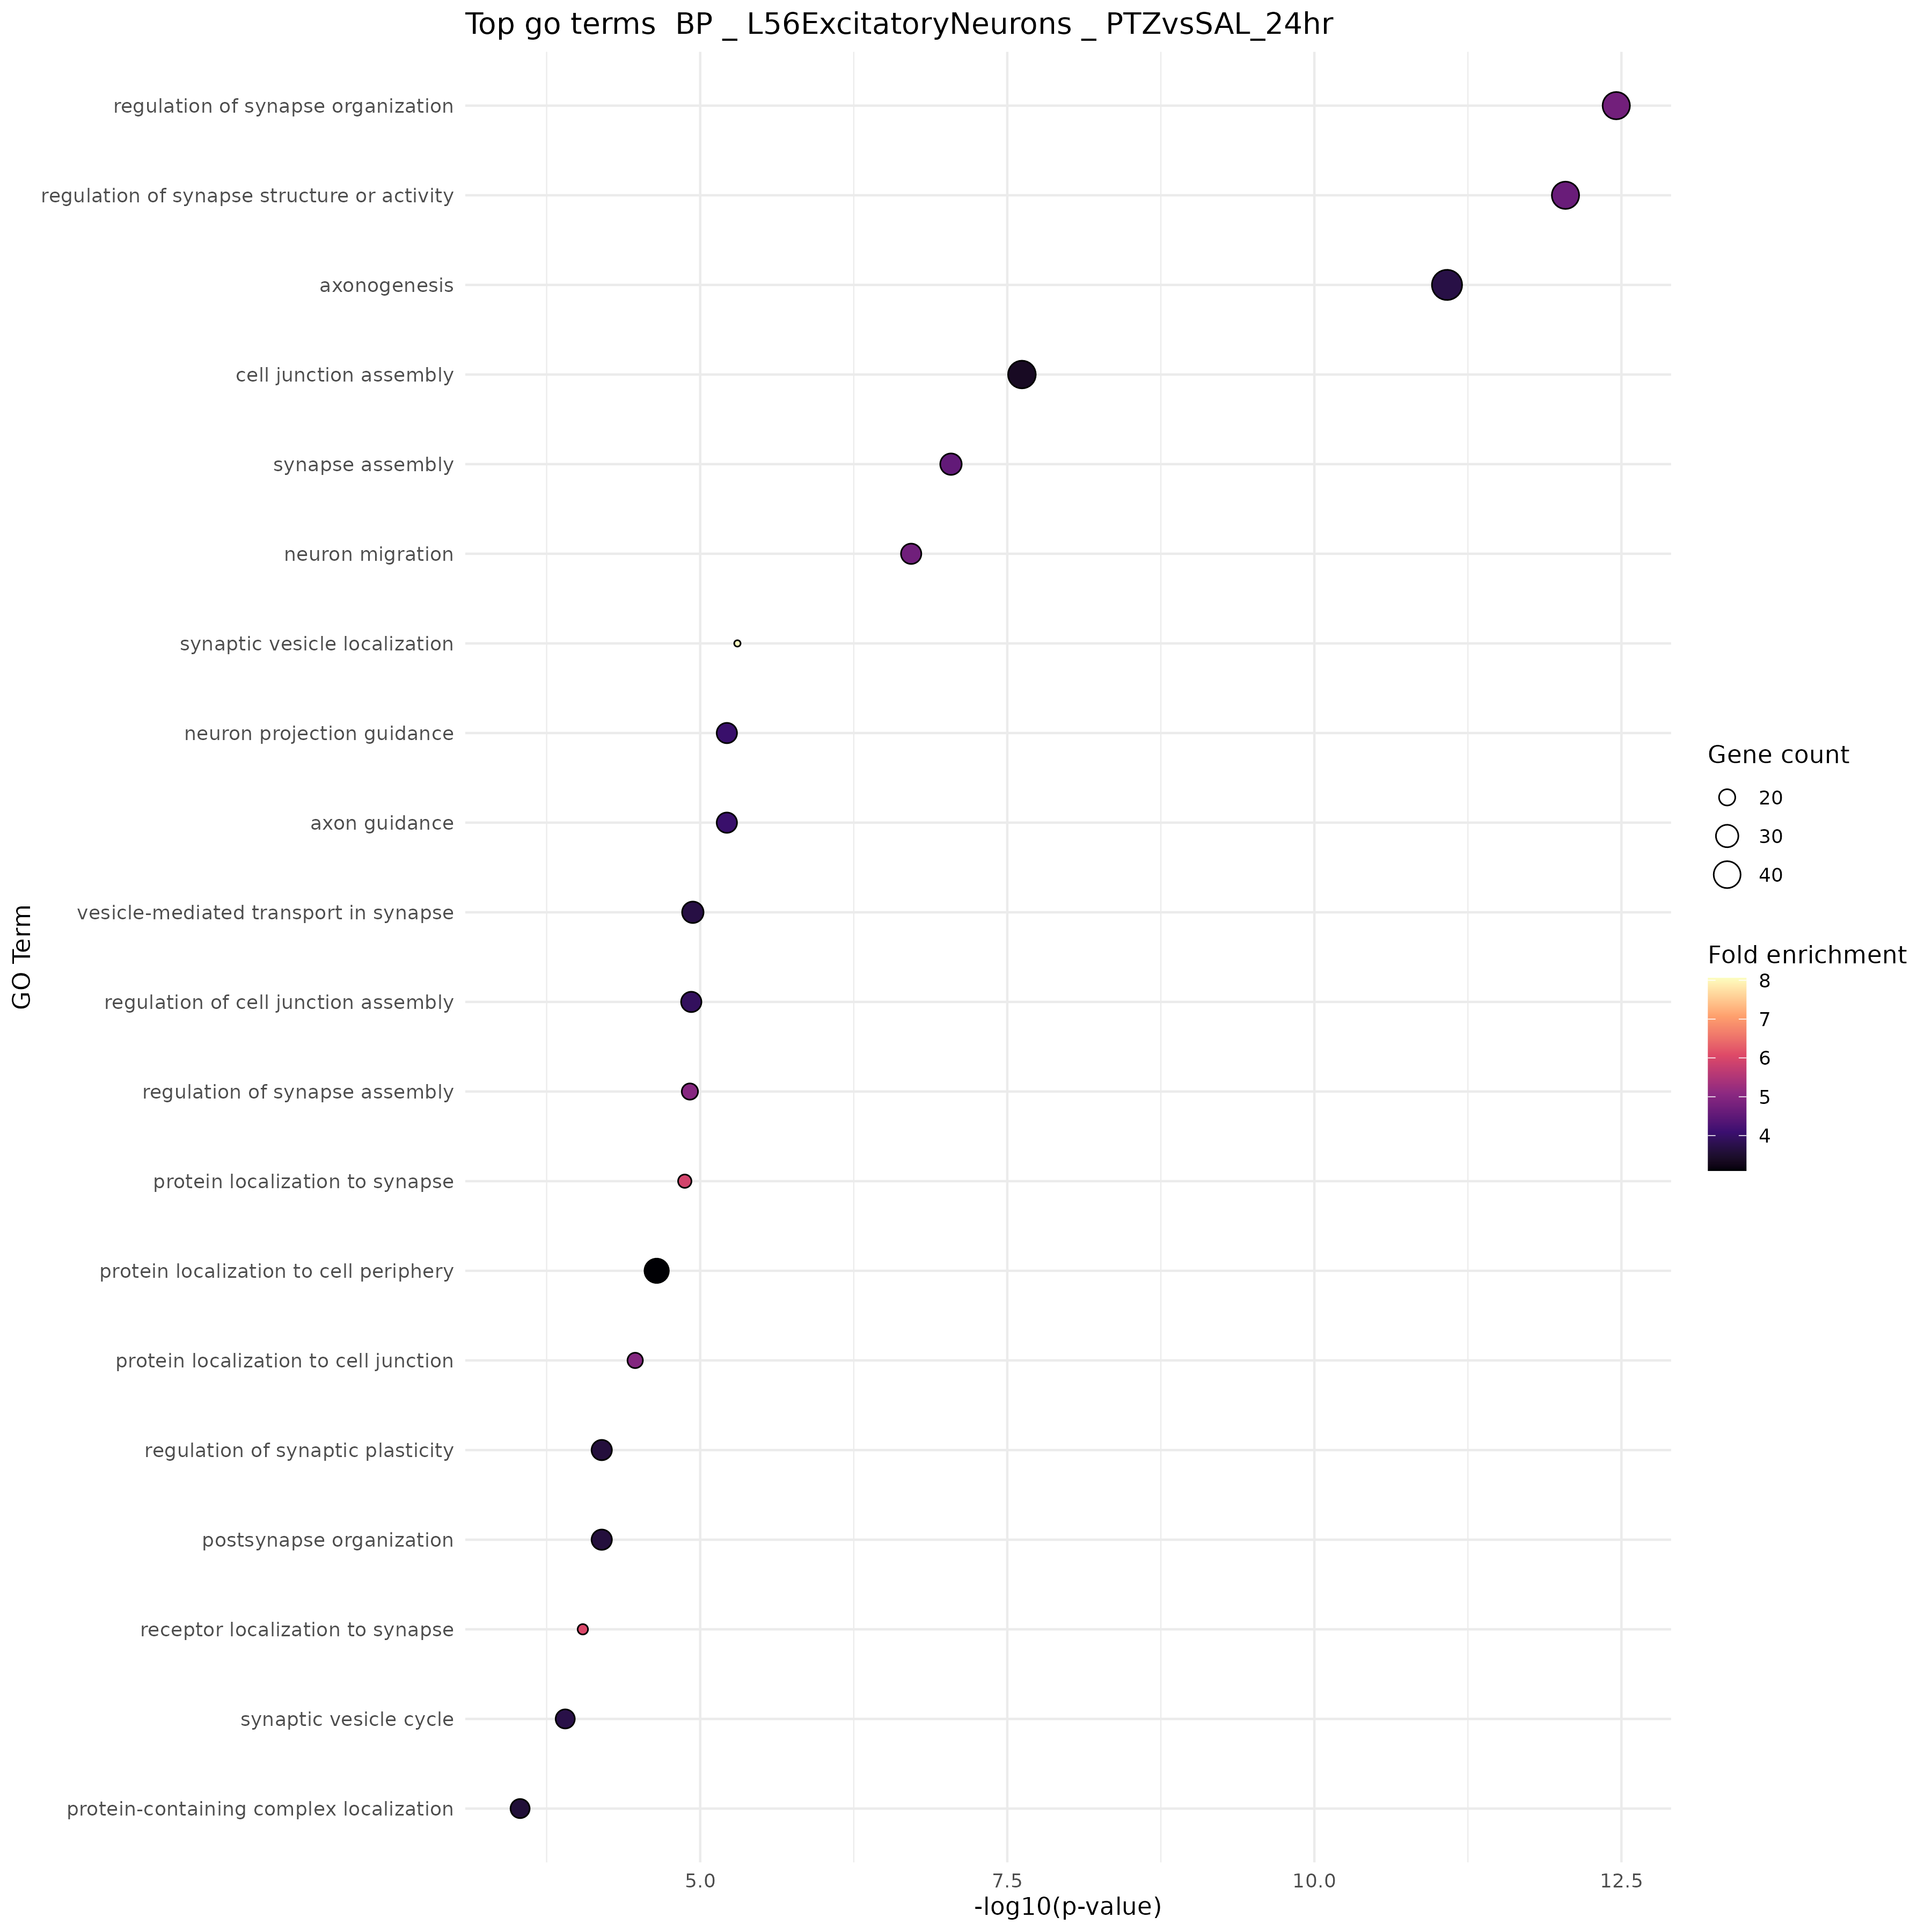 Top go terms  BP _ L56ExcitatoryNeurons _ PTZvsSAL_24hr
regulation of synapse organization
regulation of synapse structure or activity
axonogenesis
cell junction assembly
synapse assembly
neuron migration
synaptic vesicle localization
neuron projection guidance
axon guidance
vesicle-mediated transport in synapse
regulation of cell junction assembly
regulation of synapse assembly
protein localization to synapse
protein localization to cell periphery
protein localization to cell junction
regulation of synaptic plasticity
postsynapse organization
receptor localization to synapse
synaptic vesicle cycle
protein-containing complex localization
GO Term
5.0
7.5
10.0
12.5
-log10(p-value)
Gene count
20
30
40
Fold enrichment
8
7
6
5
4